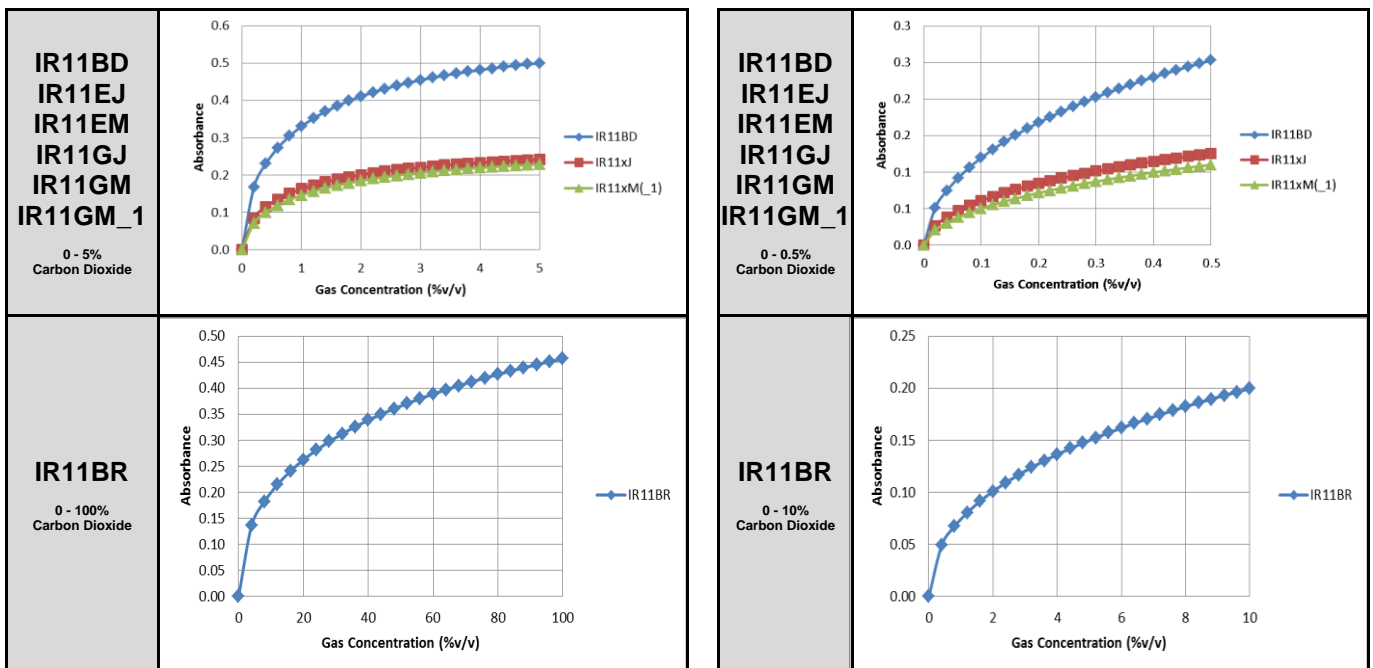 IR11BD
IR11EJ
IR11EM
IR11GJ
IR11GM
IR11GM_1
0 - 5%
Carbon Dioxide
0.6
0.5
0.4
0.3
0.2
0.1
0.0
Absorbance
0 1 2 3 4 5
Gas Concentration (%v/v)
IR11BD
IR11xJ
IR11xM(_1)
IR11BD
IR11EJ
IR11EM
IR11GJ
IR11GM
IR11GM_1
0 - 0.5%
Carbon Dioxide
0.3
0.3
0.2
0.2
0.1
0.1
0.0
Absorbance
0 0.1 0.2 0.3 0.4 0.5
Gas Concentration (%v/v)
IR11BD
IR11xJ
IR11xM(_1)
IR11BR
0 - 100%
Carbon Dioxide
0.50
0.45
0.40
0.35
0.30
0.25
0.20
0.15
0.10
0.05
0.00
Absorbance
0 20 40 60 80 100
Gas Concentration (%v/v)
IR11BR
IR11BR
0 - 10%
Carbon Dioxide
0.25
0.20
0.15
0.10
0.05
0.00
Absorbance
0 2 4 6 8 10
Gas Concentration (%v/v)
IR11BR